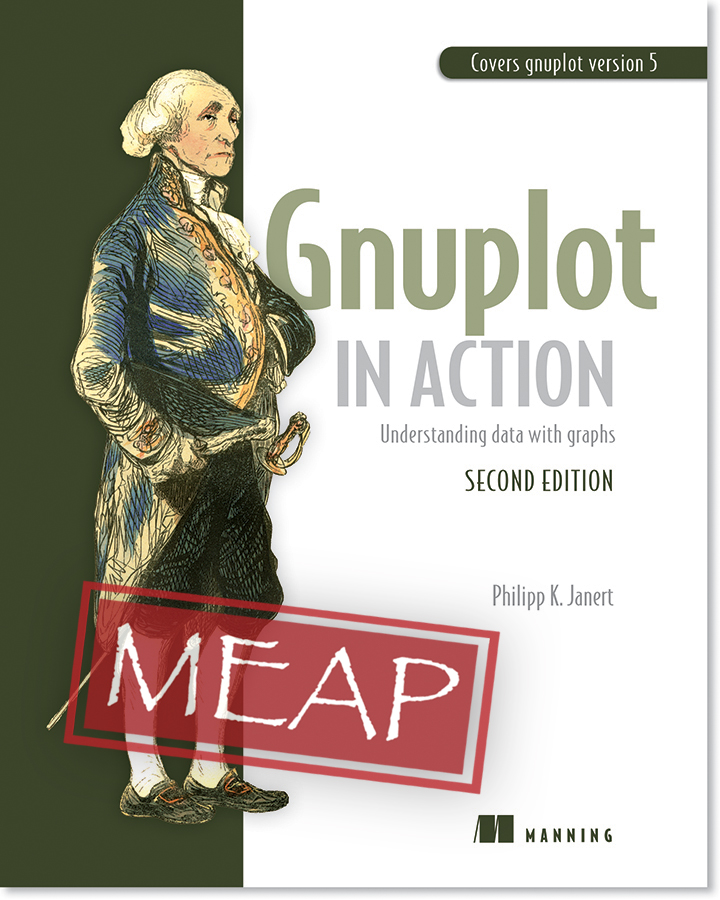 Covers gnuplot version 5
Gnuplot
IN ACTION
Understanding data with graphs
SECOND EDITION
Philipp K. Janert
MEAP
MANNING